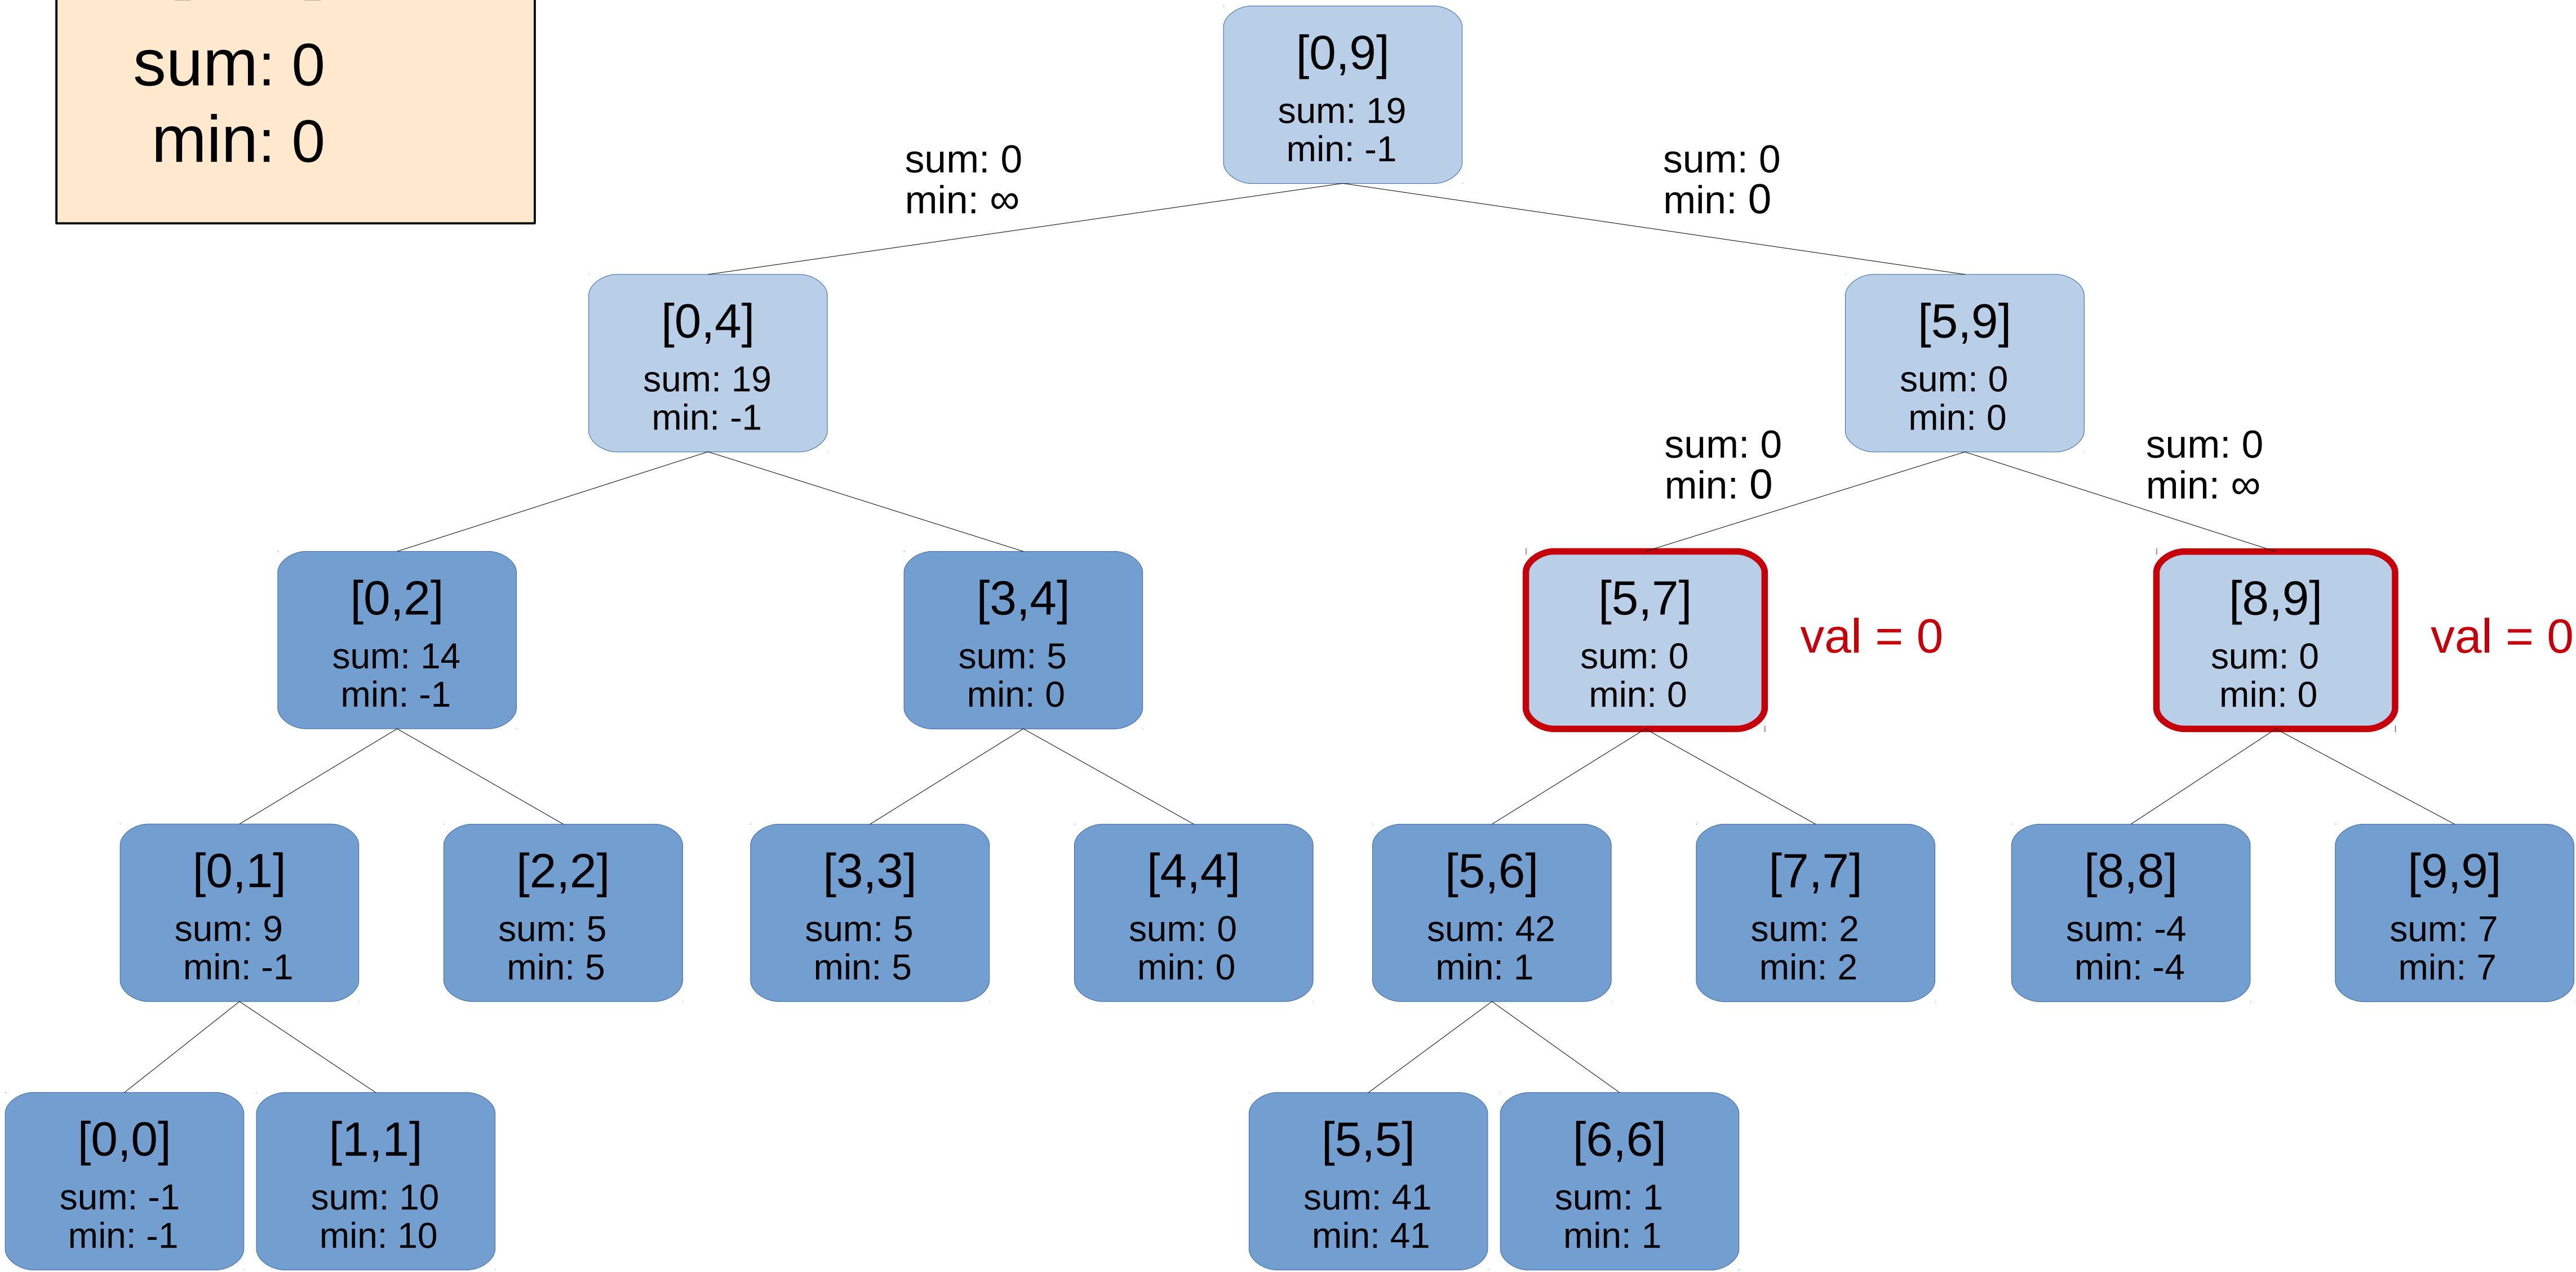 sum: 0
min: 0
[0,9]
sum: 19
min: -1
sum: 0
min: ∞
sum: 0
min: 0
[0,4]
sum: 19
min: -1
[5,9]
sum: 0
min: 0
sum: 0
min: 0
sum: 0
min: ∞
[0,2]
sum: 14
min: -1
[3,4]
sum: 5
min: 0
[5,7]
sum: 0
min: 0
val = 0
[8,9]
sum: 0
min: 0
val = 0
[0,1]
sum: 9
min: -1
[2,2]
sum: 5
min: 5
[3,3]
sum: 5
min: 5
[4,4]
sum: 0
min: 0
[5,6]
sum: 42
min: 1
[7,7]
sum: 2
min: 2
[8,8]
sum: -4
min: -4
[9,9]
sum: 7
min: 7
[0,0]
sum: -1
min: -1
[1,1]
sum: 10
min: 10
[5,5]
sum: 41
min: 41
[6,6]
sum: 1
min: 1